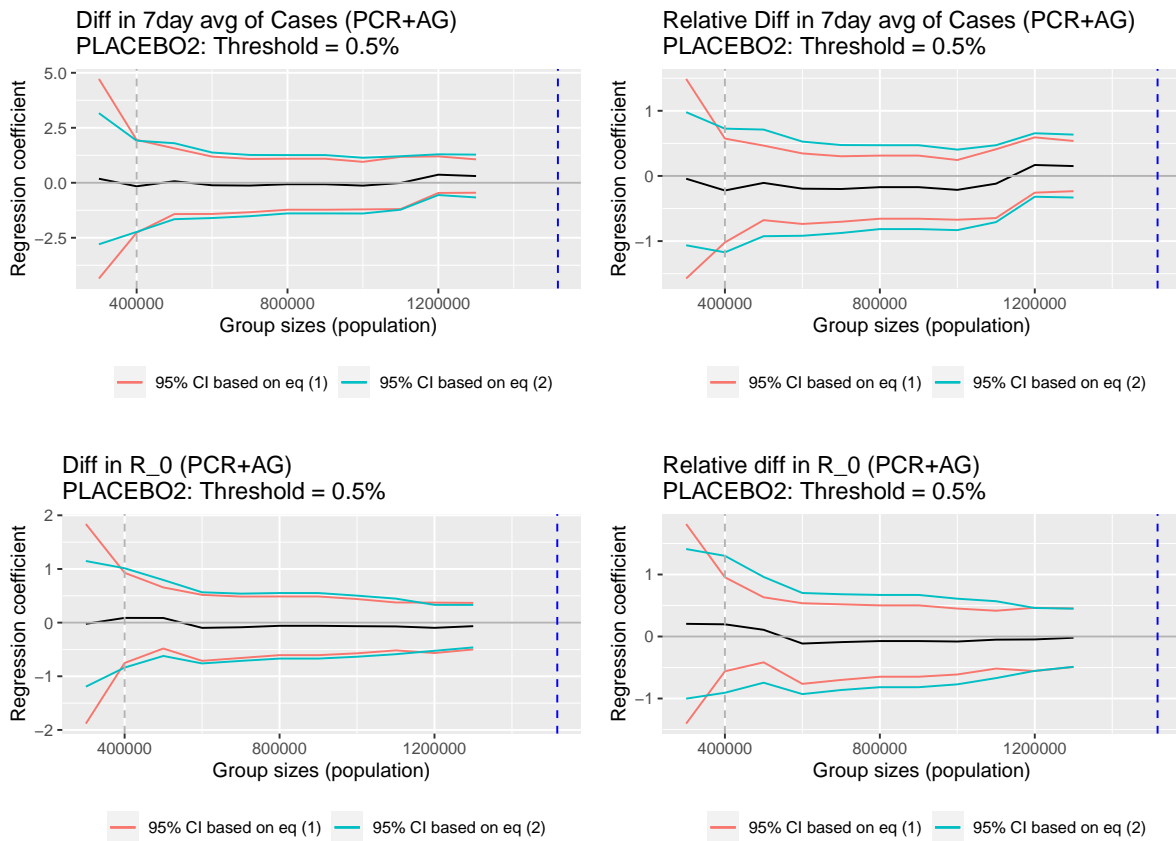 Diff in 7day avg of Cases (PCR+AG)
PLACEBO2: Threshold = 0.5%
Regression coefficient
5.0
2.5
0.0
−2.5
400000
800000
1200000
Group sizes (population)
95% CI based on eq (1)
95% CI based on eq (2)
Relative Diff in 7day avg of Cases (PCR+AG)
PLACEBO2: Threshold = 0.5%
Regression coefficient
1
0
−1
400000
800000
1200000
Group sizes (population)
95% CI based on eq (1)
95% CI based on eq (2)
Diff in R_0 (PCR+AG)
PLACEBO2: Threshold = 0.5%
Regression coefficient
2
1
0
−1
−2
400000
800000
1200000
Group sizes (population)
95% CI based on eq (1)
95% CI based on eq (2)
Relative diff in R_0 (PCR+AG)
PLACEBO2: Threshold = 0.5%
Regression coefficient
1
0
−1
400000
800000
1200000
Group sizes (population)
95% CI based on eq (1)
95% CI based on eq (2)